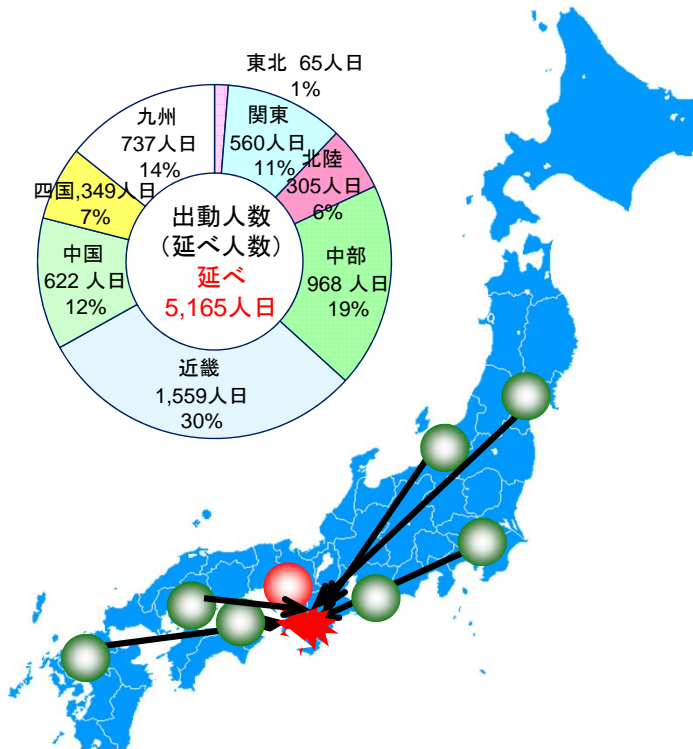 東北 65人日
1%
関東
560人日
11%
北陸
305人日
6%
中部
968 人日
19%
近畿
1,559人日
30%
中国
622 人日
12%
四国,349人日
7%
九州
737人日
14%
出動人数
（延べ人数）
延べ
5,165人日